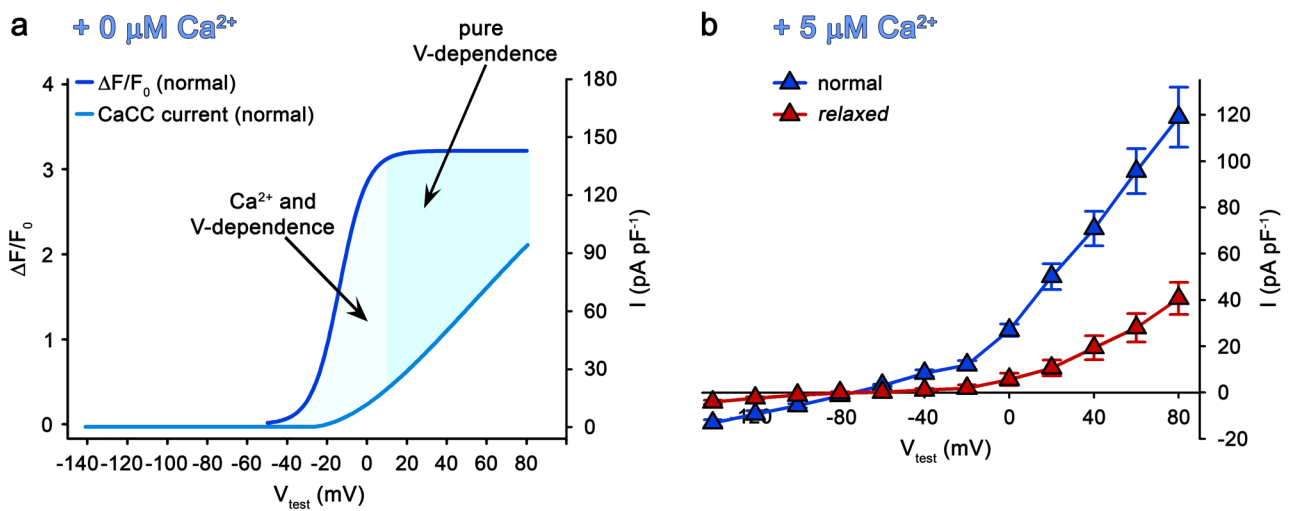 a + 0 μM Ca²⁺
pure
V-dependence
ΔF/F₀ (normal)
CaCC current (normal)
Ca²⁺ and
V-dependence
4
3
2
1
0
ΔF/F₀
180
150
120
90
60
30
0
I (pA pF⁻¹)
-140 -120 -100 -80 -60 -40 -20 0 20 40 60 80
V_test (mV)
b + 5 μM Ca²⁺
normal
relaxed
120
100
80
60
40
20
0
-20
I (pA pF⁻¹)
-120 -80 -40 0 40 80
V_test (mV)